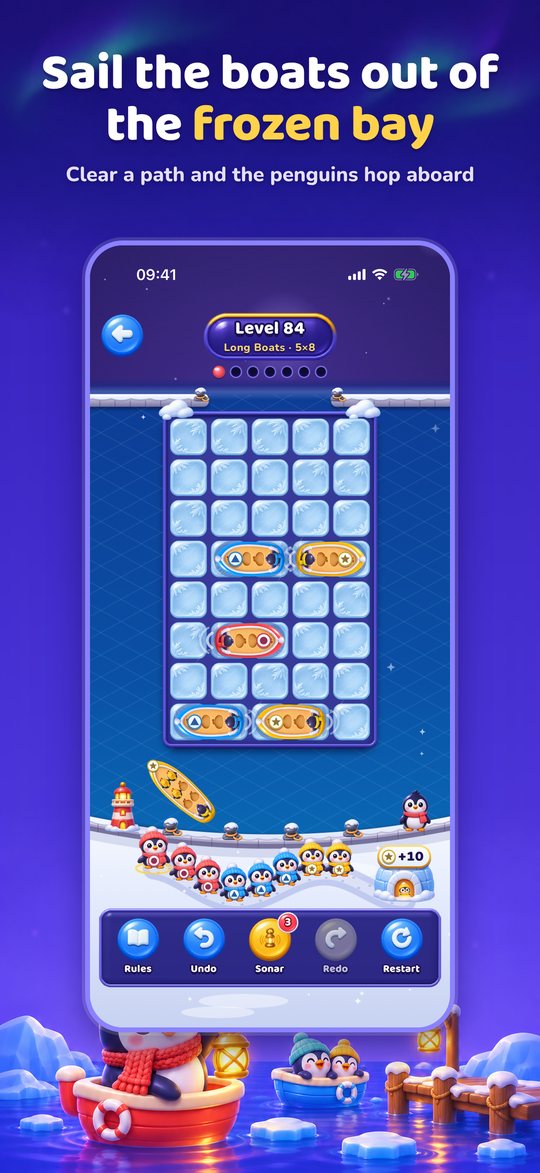 Sail the boats out of
the frozen bay
Clear a path and the penguins hop aboard
09:41
Level 84
Long Boats · 5×8
+10
3
Rules
Undo
Sonar
Redo
Restart